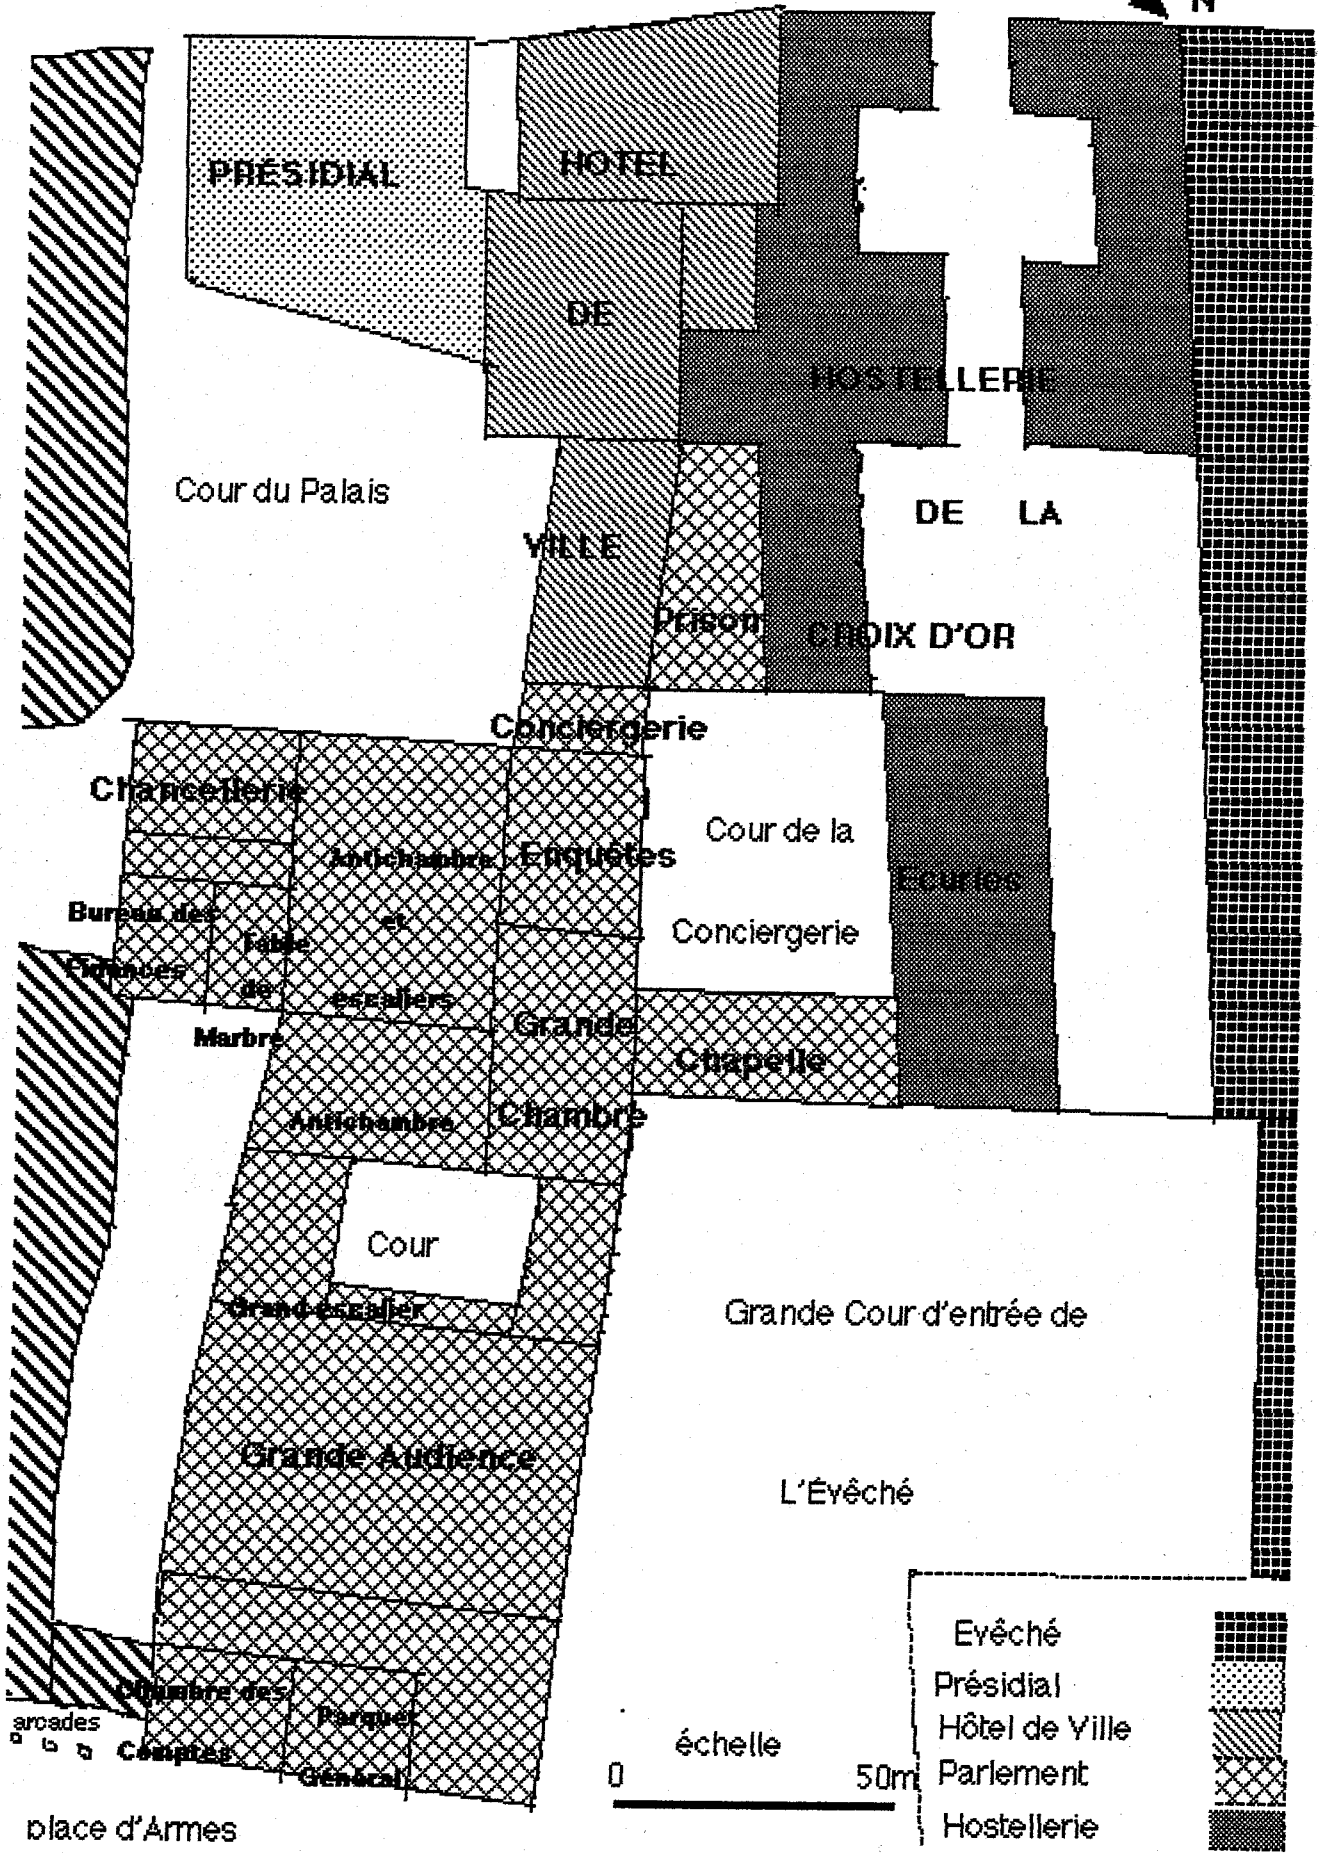 N
PRÉSIDIAL
HOTEL
DE
HOSTELLERIE
Cour du Palais
DE LA
VILLE
Prison
CROIX D'OR
Conciergerie
Chancellerie
Cour de la
Antichambre
Enquêtes
Ecuries
Bureau des
et
Conciergerie
Table
Finances
de
escaliers
Grande
Marbre
Chapelle
Antichambre
Chambre
Cour
Grand escalier
Grande Cour d'entrée de
Grande Audience
L'Évêché
Evêché
Présidial
Chambre des
Parquet
arcades
Hôtel de Ville
échelle
Comptes
Général
0 50m
Parlement
Hostellerie
place d'Armes